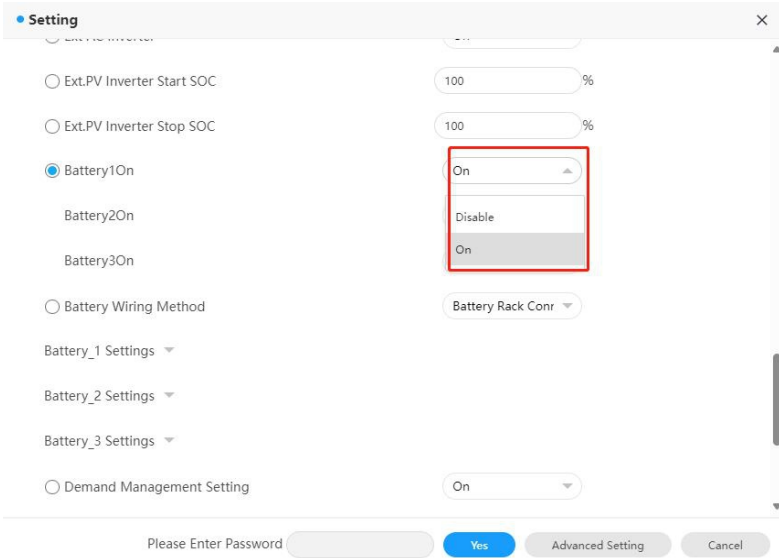 Setting
Ext.PV Inverter Start SOC 100 %
Ext.PV Inverter Stop SOC 100 %
Battery1On On
Battery2On Disable
On
Battery3On
Battery Wiring Method Battery Rack Conr
Battery_1 Settings
Battery_2 Settings
Battery_3 Settings
Demand Management Setting On
Please Enter Password Yes Advanced Setting Cancel